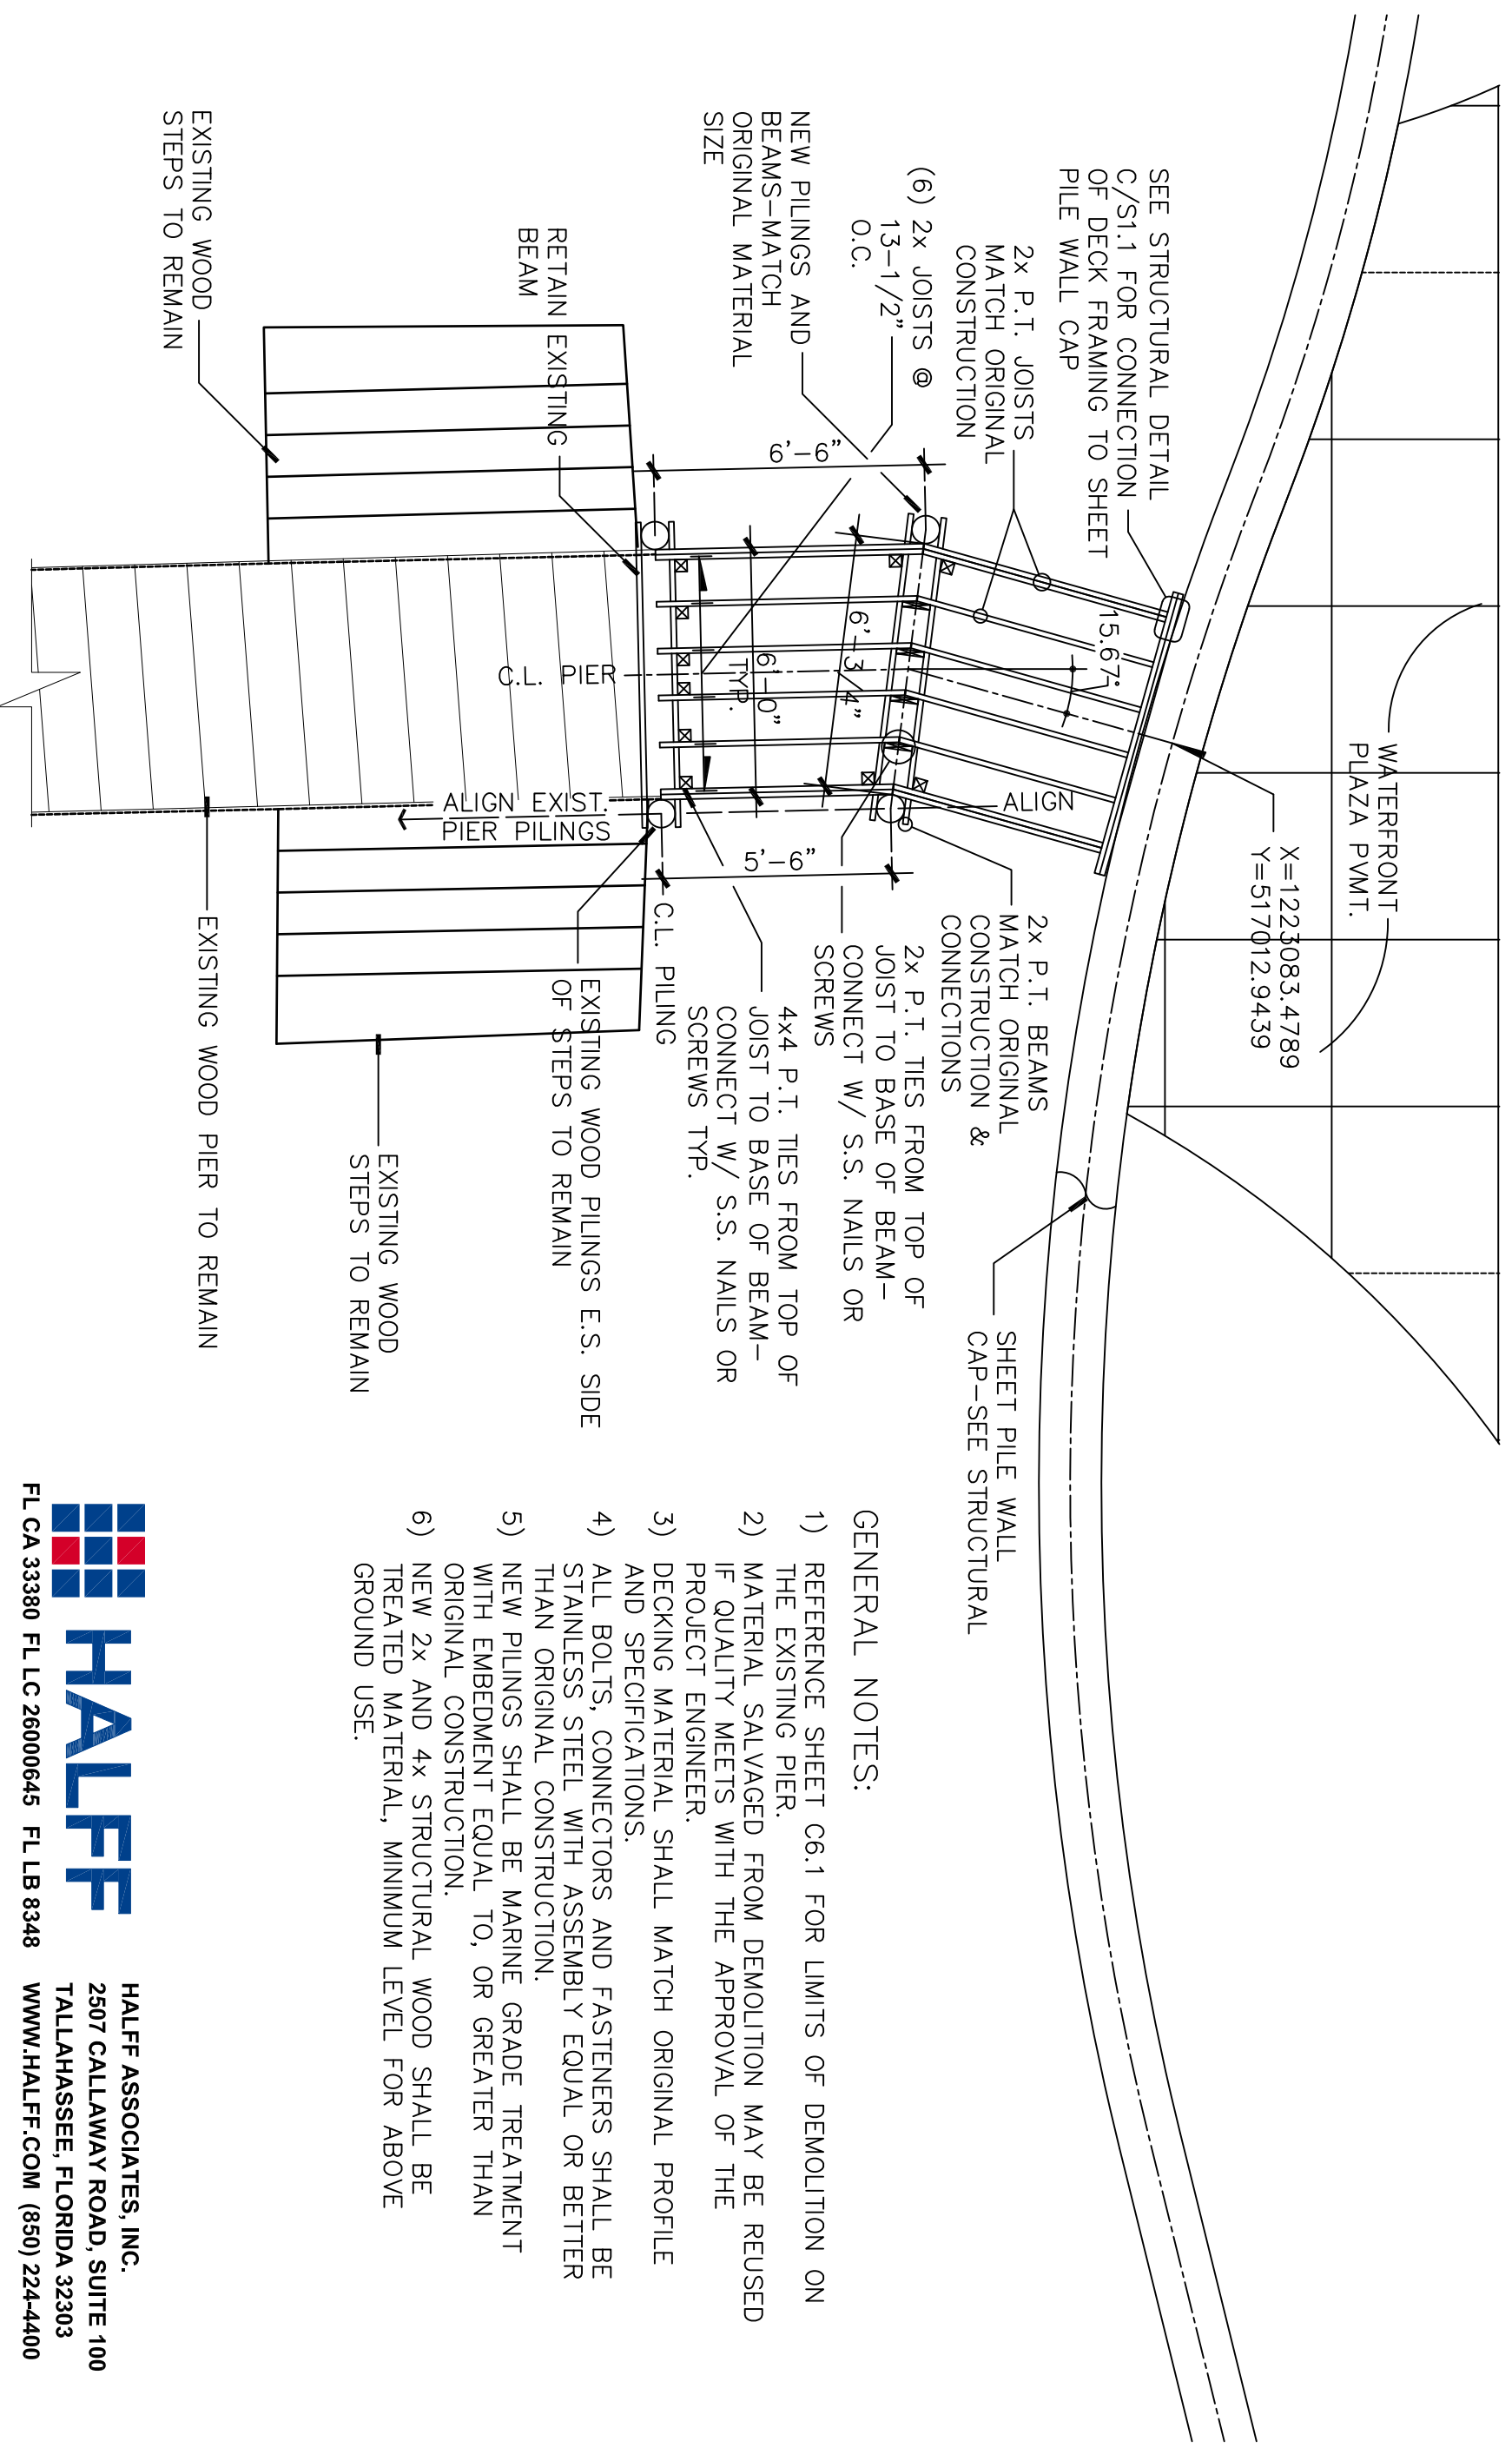 WATERFRONT
PLAZA PVMT.
X=1223083.4789
Y=517012.9439
SEE STRUCTURAL DETAIL
C/S1.1 FOR CONNECTION
OF DECK FRAMING TO SHEET
PILE WALL CAP
2x P.T. JOISTS
MATCH ORIGINAL
CONSTRUCTION
(6) 2x JOISTS @
13-1/2"
O.C.
NEW PILINGS AND
BEAMS-MATCH
ORIGINAL MATERIAL
SIZE
RETAIN EXISTING
BEAM
EXISTING WOOD
STEPS TO REMAIN
15.67°
6'-6"
6'-3/4"
6'-0"
TYP.
5'-6"
C.L. PIER
ALIGN
ALIGN EXIST.
PIER PILINGS
C.L. PILING
2x P.T. BEAMS
MATCH ORIGINAL
CONSTRUCTION &
CONNECTIONS
2x P.T. TIES FROM TOP OF
JOIST TO BASE OF BEAM-
CONNECT W/ S.S. NAILS OR
SCREWS
4x4 P.T. TIES FROM TOP OF
JOIST TO BASE OF BEAM-
CONNECT W/ S.S. NAILS OR
SCREWS TYP.
EXISTING WOOD PILINGS E.S. SIDE
OF STEPS TO REMAIN
EXISTING WOOD
STEPS TO REMAIN
EXISTING WOOD PIER TO REMAIN
SHEET PILE WALL
CAP-SEE STRUCTURAL
GENERAL NOTES:
1) REFERENCE SHEET C6.1 FOR LIMITS OF DEMOLITION ON
THE EXISTING PIER.
2) MATERIAL SALVAGED FROM DEMOLITION MAY BE REUSED
IF QUALITY MEETS WITH THE APPROVAL OF THE
PROJECT ENGINEER.
3) DECKING MATERIAL SHALL MATCH ORIGINAL PROFILE
AND SPECIFICATIONS.
4) ALL BOLTS, CONNECTORS AND FASTENERS SHALL BE
STAINLESS STEEL WITH ASSEMBLY EQUAL OR BETTER
THAN ORIGINAL CONSTRUCTION.
5) NEW PILINGS SHALL BE MARINE GRADE TREATMENT
WITH EMBEDMENT EQUAL TO, OR GREATER THAN
ORIGINAL CONSTRUCTION.
6) NEW 2x AND 4x STRUCTURAL WOOD SHALL BE
TREATED MATERIAL, MINIMUM LEVEL FOR ABOVE
GROUND USE.
HALFF
FL CA 33380 FL LC 26000645 FL LB 8348
HALFF ASSOCIATES, INC.
2507 CALLAWAY ROAD, SUITE 100
TALLAHASSEE, FLORIDA 32303
WWW.HALFF.COM (850) 224-4400